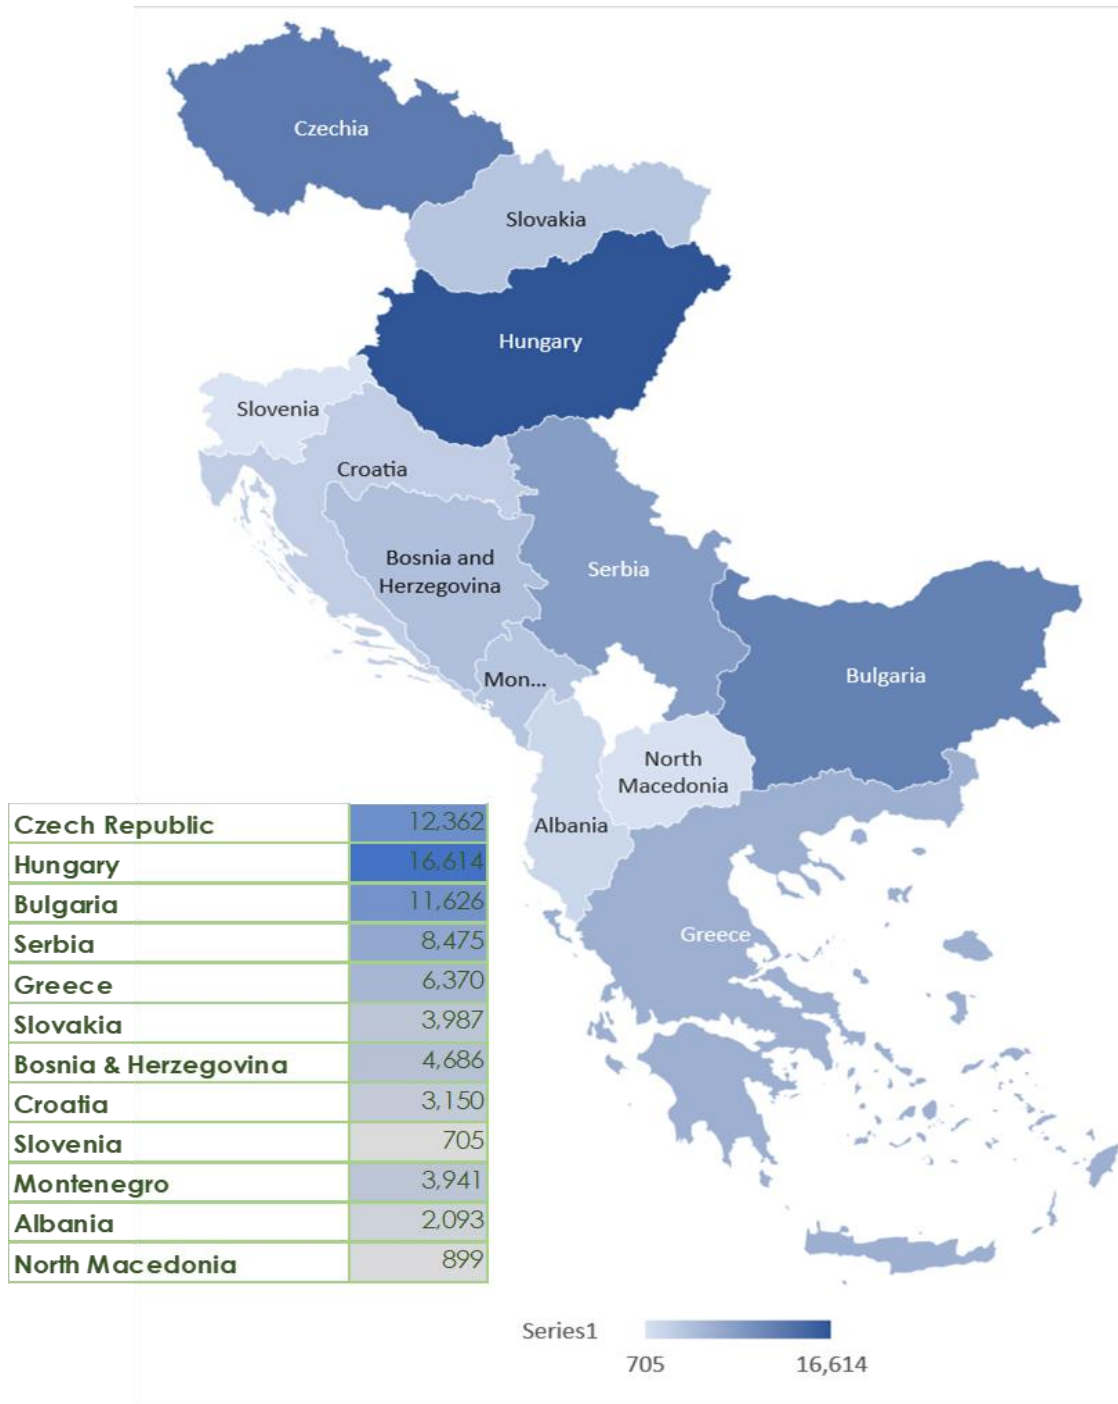 Czechia
Slovakia
Hungary
Slovenia
Croatia
Bosnia and
Herzegovina
Serbia
Mon...
Bulgaria
North
Macedonia
Albania
Greece
Czech Republic 12,362
Hungary 16,614
Bulgaria 11,626
Serbia 8,475
Greece 6,370
Slovakia 3,987
Bosnia & Herzegovina 4,686
Croatia 3,150
Slovenia 705
Montenegro 3,941
Albania 2,093
North Macedonia 899
Series1
705 16,614